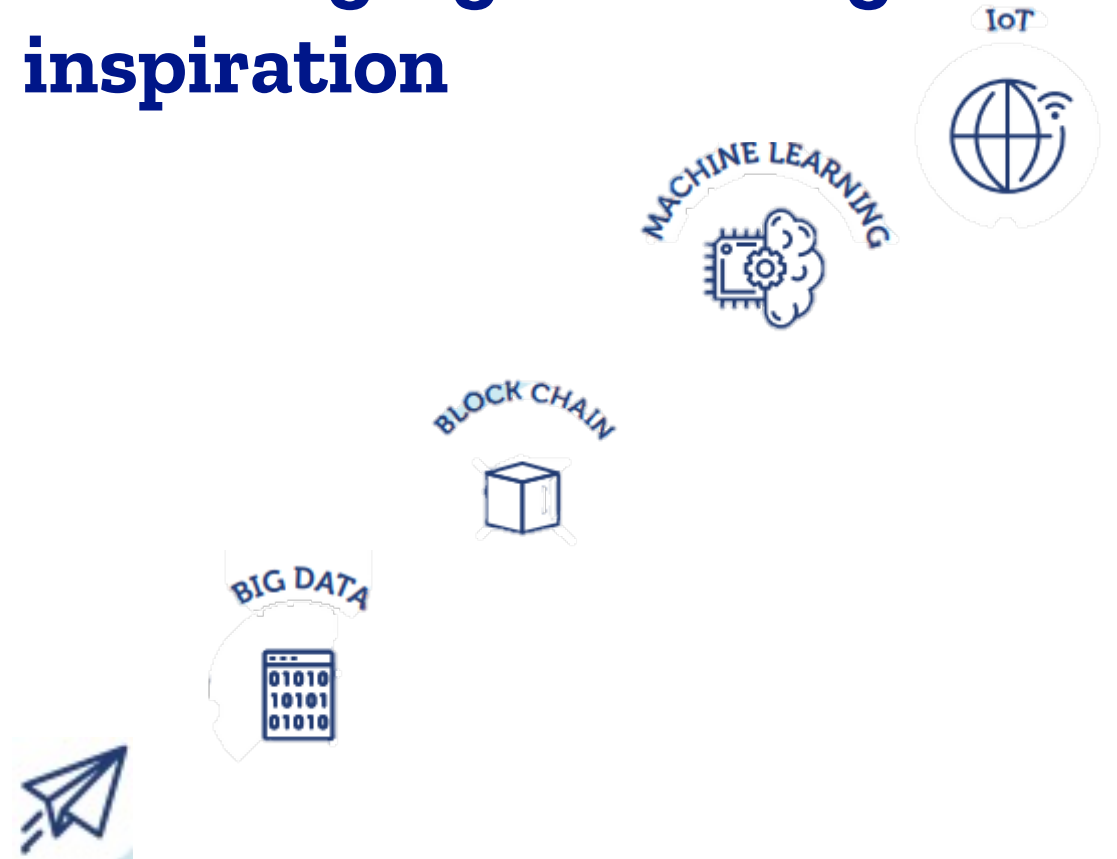 inspiration
IoT
MACHINE LEARNING
BLOCK CHAIN
BIG DATA
01010
10101
01010